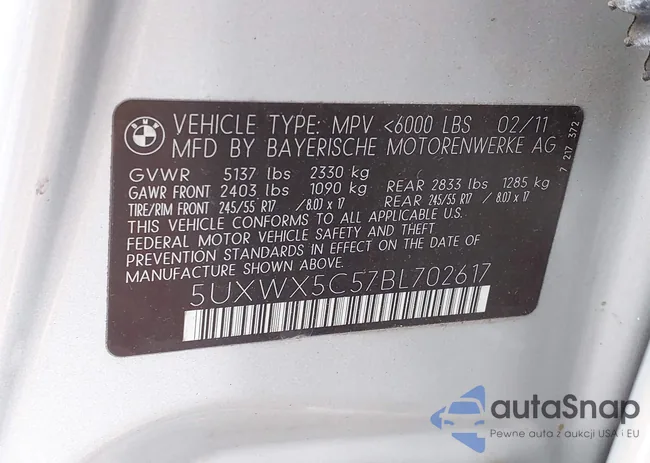 BMW
VEHICLE TYPE: MPV <6000 LBS 02/11
MFD BY BAYERISCHE MOTORENWERKE AG
GVWR 5137 lbs 2330 kg
GAWR FRONT 2403 lbs 1090 kg REAR 2833 lbs 1285 kg
TIRE/RIM FRONT 245/55 R17 /8.0J x 17 REAR 245/55 R17 / 8.0J x 17
THIS VEHICLE CONFORMS TO ALL APPLICABLE U.S.
FEDERAL MOTOR VEHICLE SAFETY AND THEFT
PREVENTION STANDARDS IN EFFECT ON THE DATE OF
MANUFACTURE SHOWN ABOVE.
5UXWX5C57BL702617
7 217 372
autaSnap
Pewne auta z aukcji USA i EU